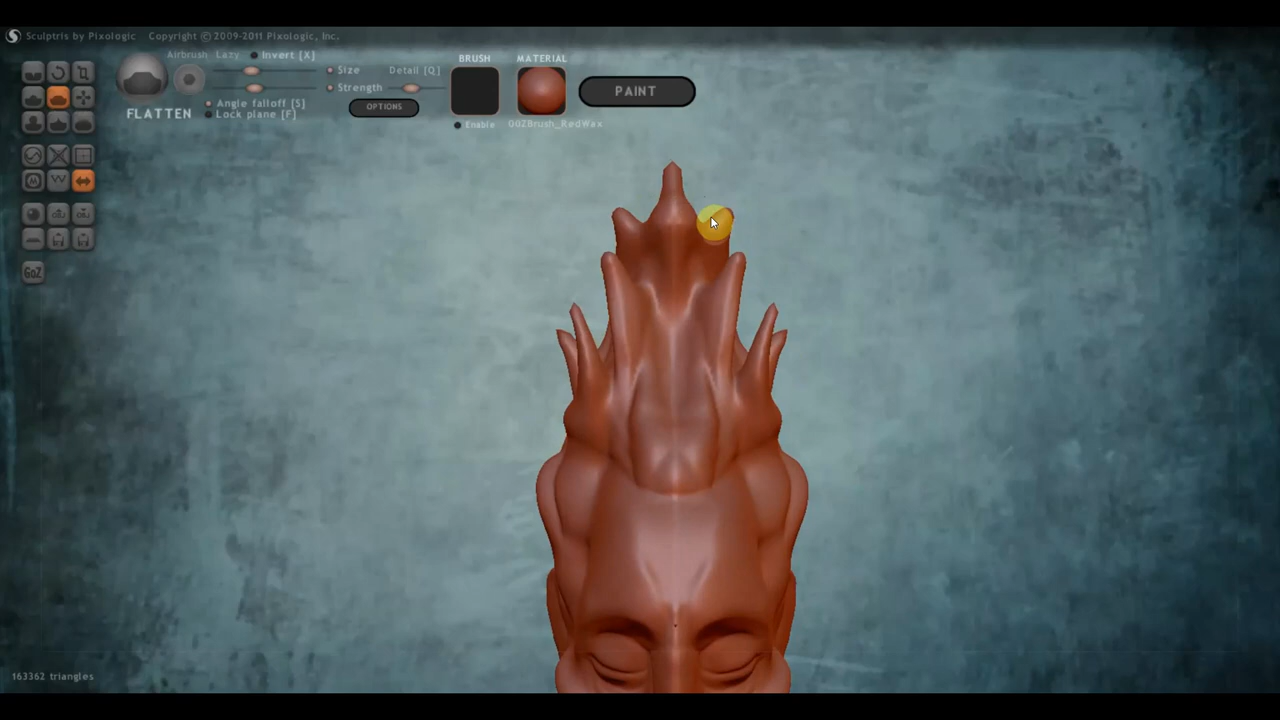 Sculptris by Pixologic Copyright ©2009-2011 Pixologic, Inc.
Airbrush Lazy Invert [X]
Size Detail [Q]
Strength
Angle falloff [S]
Lock plane [F]
FLATTEN
OPTIONS
BRUSH
Enable
MATERIAL
00ZBrush_RedWax
PAINT
GoZ
163362 triangles